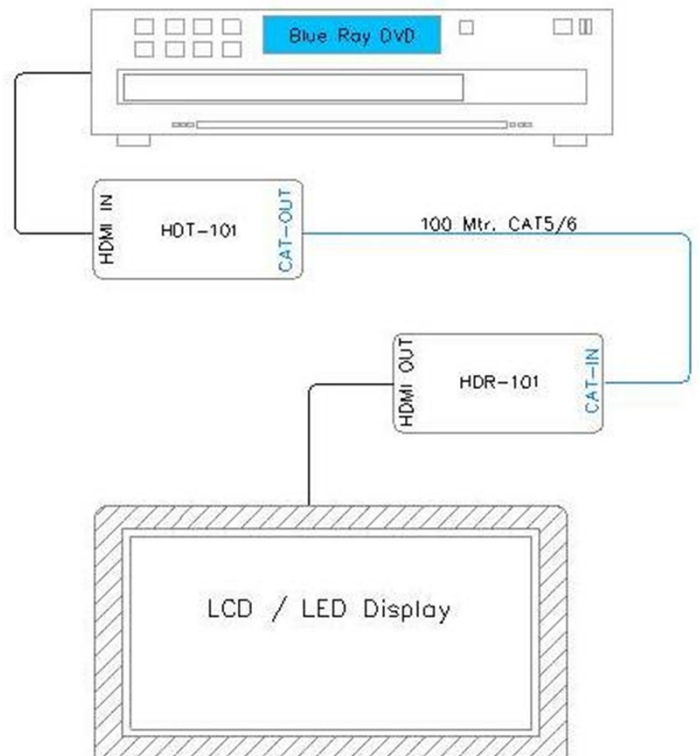 Blue Ray DVD
HDMI IN
HDT-101
CAT-OUT
100 Mtr. CAT5/6
HDMI OUT
HDR-101
CAT-IN
LCD / LED Display